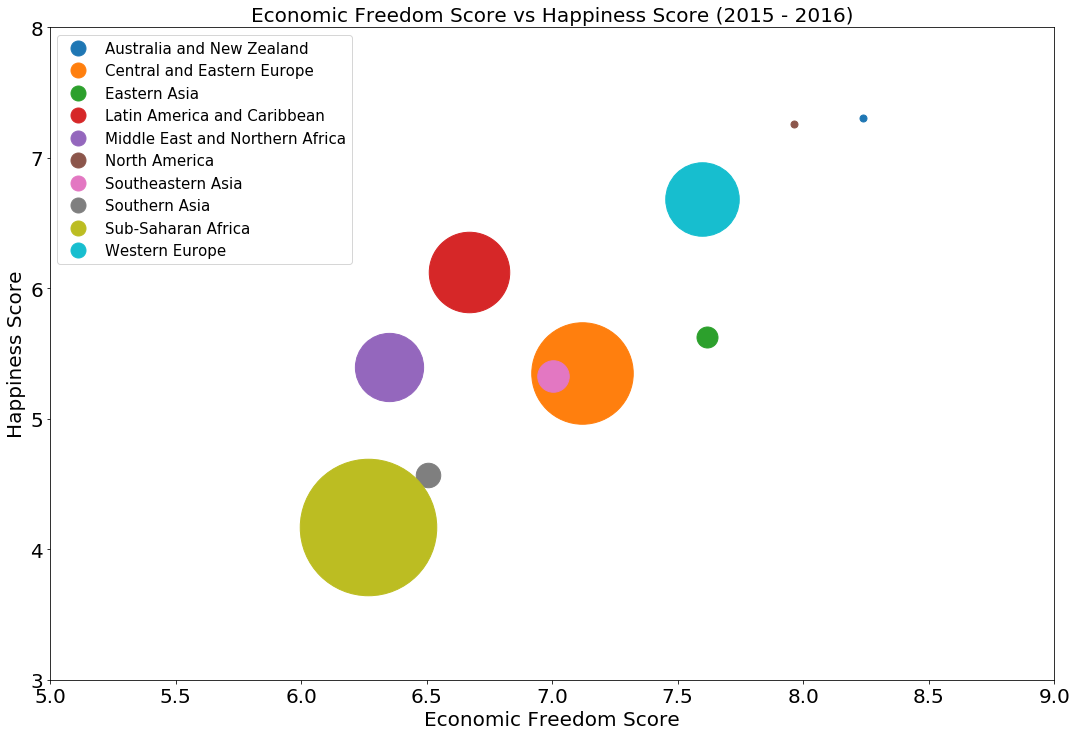 Economic Freedom Score vs Happiness Score (2015 - 2016)
8
7
6
5
4
3
Happiness Score
Australia and New Zealand
Central and Eastern Europe
Eastern Asia
Latin America and Caribbean
Middle East and Northern Africa
North America
Southeastern Asia
Southern Asia
Sub-Saharan Africa
Western Europe
5.0 5.5 6.0 6.5 7.0 7.5 8.0 8.5 9.0
Economic Freedom Score